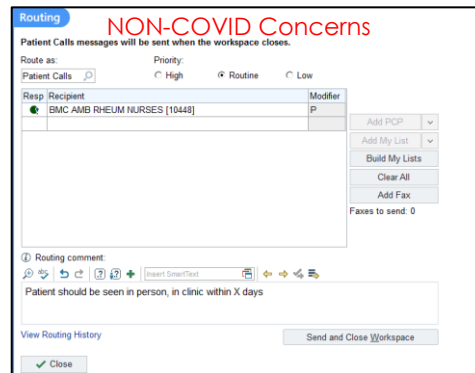 Routing
NON-COVID Concerns
Patient Calls messages will be sent when the workspace closes.
Route as: Priority:
Patient Calls High Routine Low
Resp Recipient Modifier
BMC AMB RHEUM NURSES [10448] P
Add PCP
Add My List
Build My Lists
Clear All
Add Fax
Faxes to send: 0
Routing comment:
abc Insert SmartText
Patient should be seen in person, in clinic within X days
View Routing History Send and Close Workspace
Close